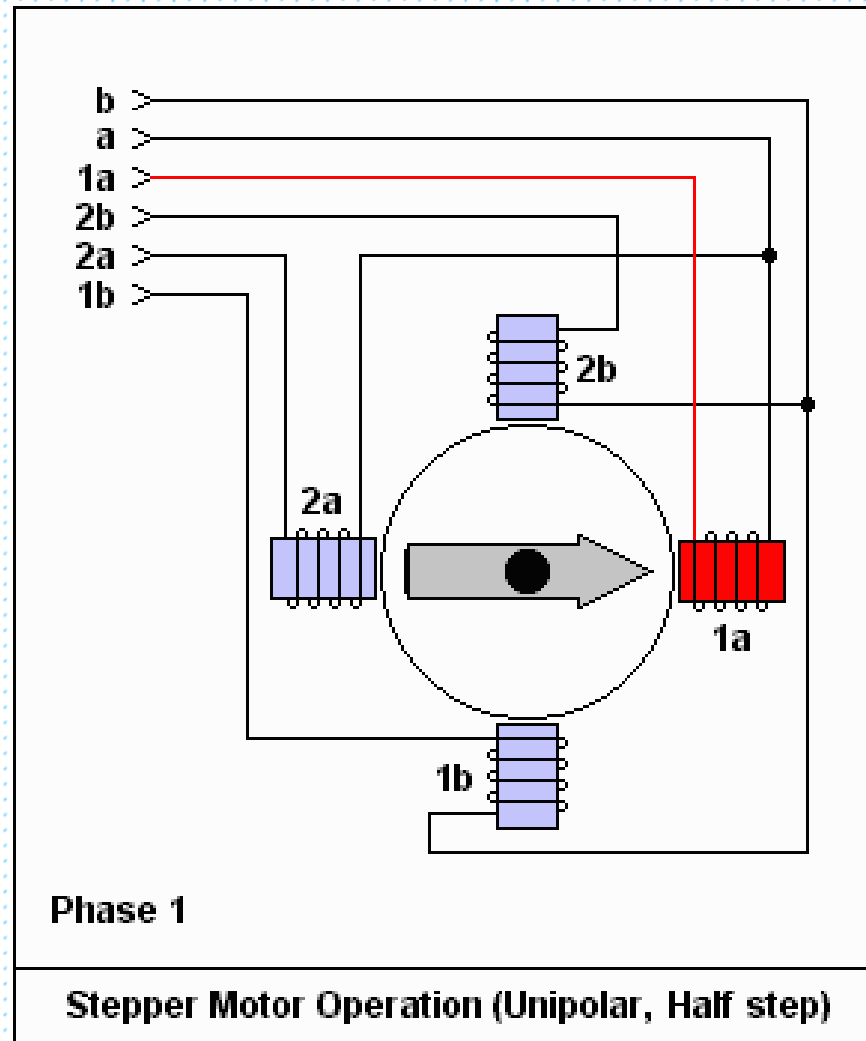 b
a
1a
2b
2a
1b
2b
2a
1a
1b
Phase 1
Stepper Motor Operation (Unipolar, Half step)